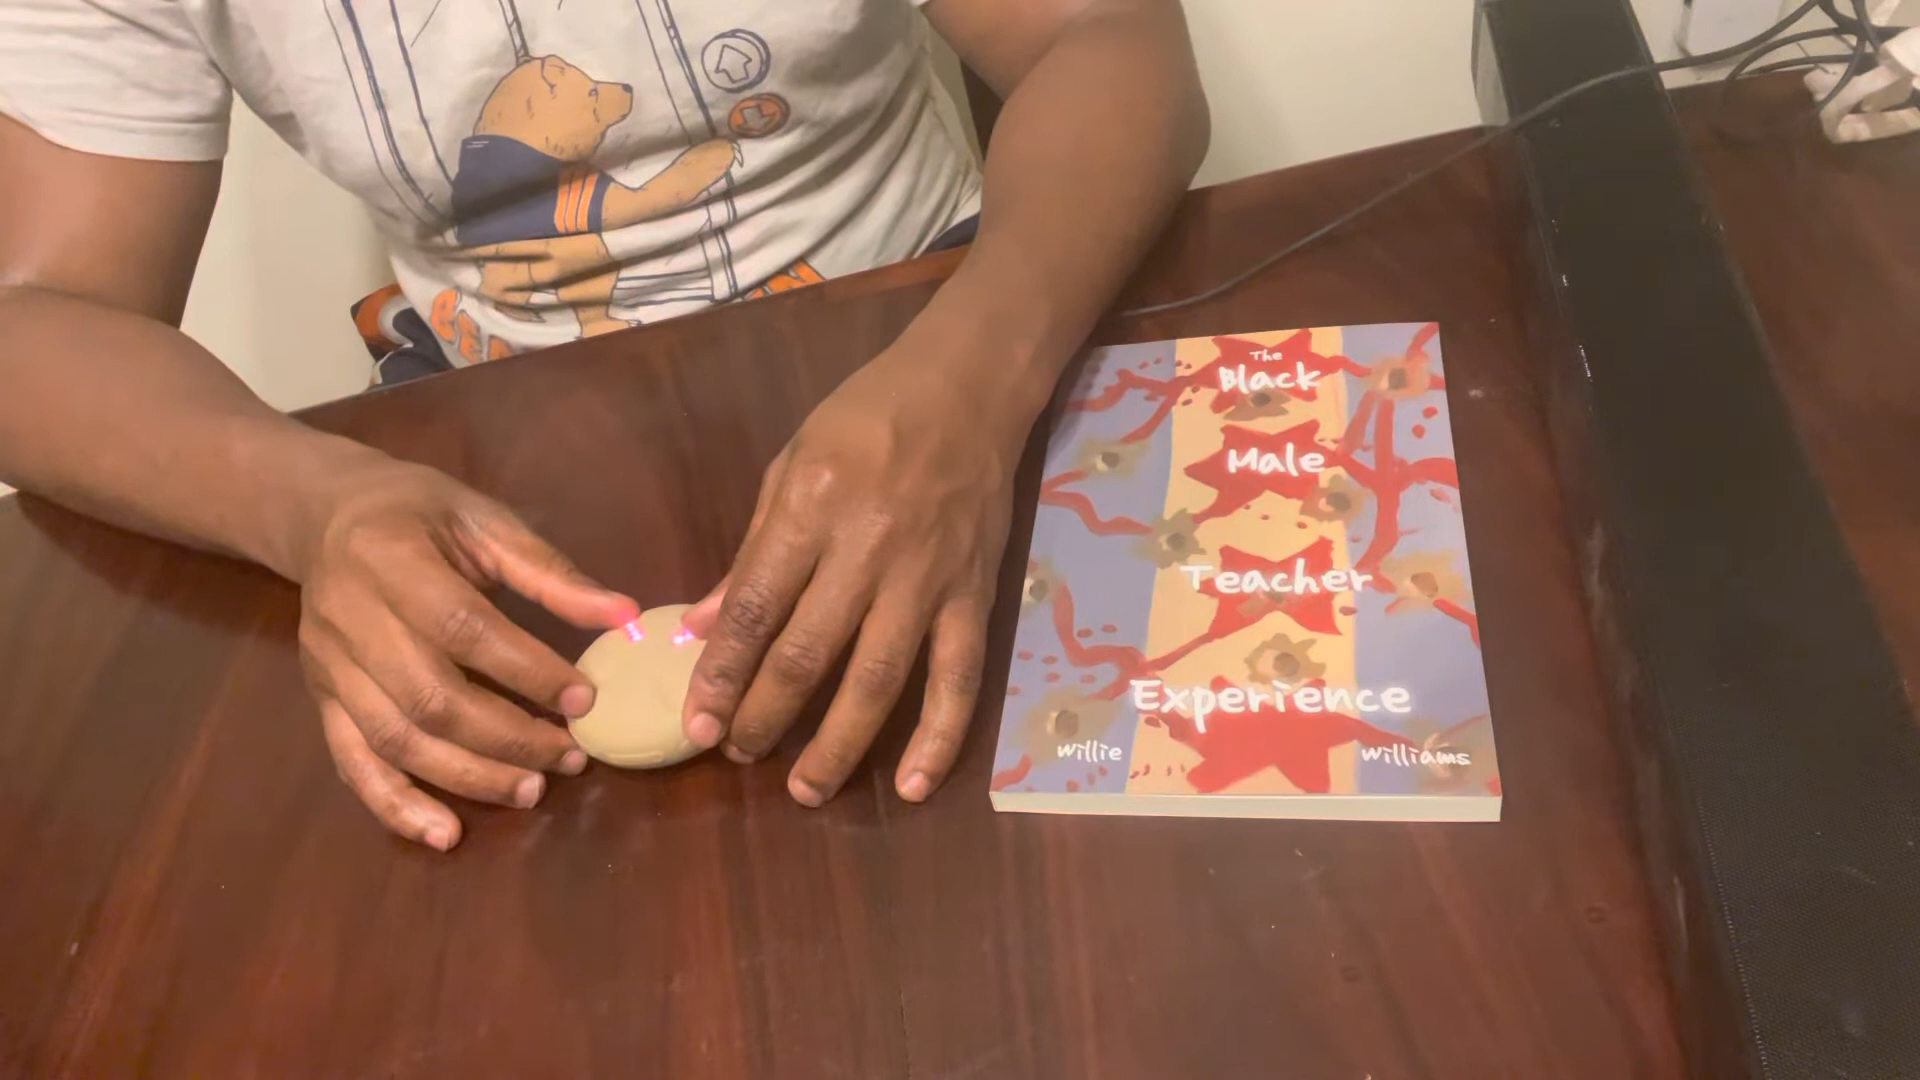 The
Black
Male
Teacher
Experience
Willie Williams